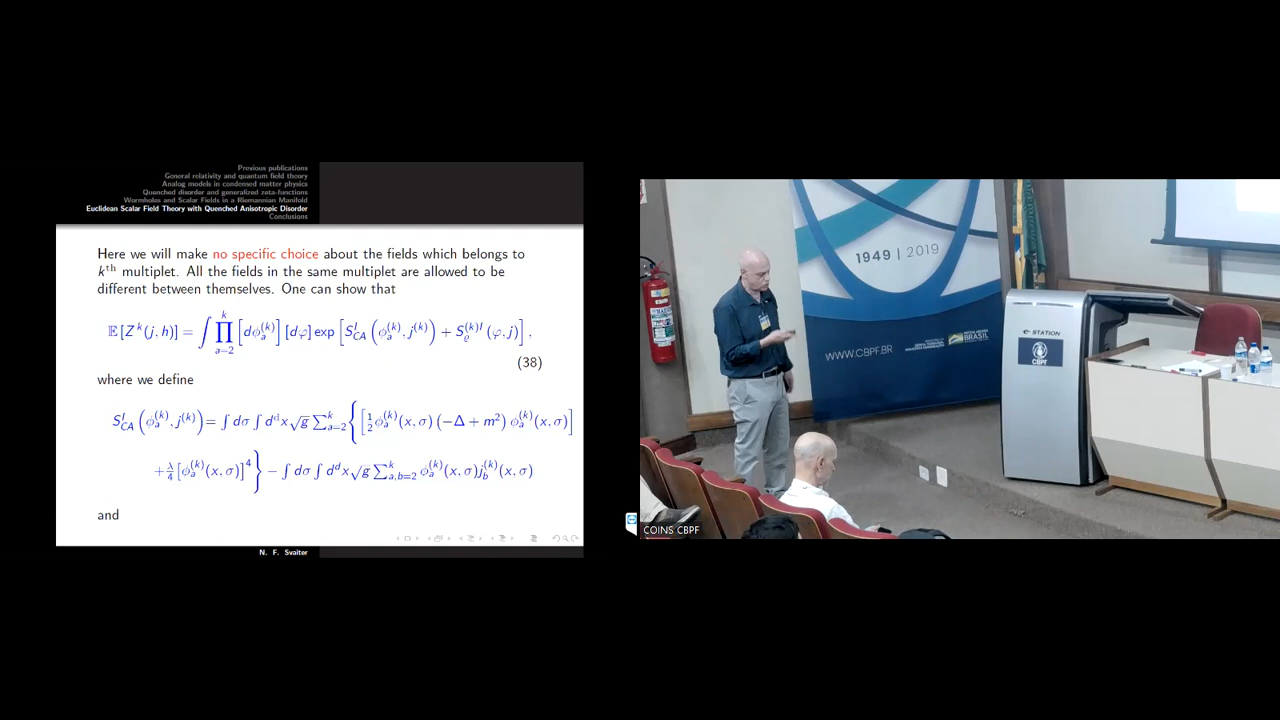 Previous publications
General relativity and quantum field theory
Analog models in condensed matter physics
Quenched disorder and generalized zeta-functions
Wormholes and Scalar Fields in a Riemannian Manifold
Euclidean Scalar Field Theory with Quenched Anisotropic Disorder
Conclusions
Here we will make no specific choice about the fields which belongs to
kᵗʰ multiplet. All the fields in the same multiplet are allowed to be
different between themselves. One can show that
𝔼[Z^k(j, h)] = ∫ ∏_{a=2}^{k} [dϕ_a^{(k)}] [dφ] exp [S_{CA}^I (ϕ_a^{(k)}, j^{(k)}) + S_ϱ^{(k)I} (φ, j)] ,
(38)
where we define
S_{CA}^I (ϕ_a^{(k)}, j^{(k)}) = ∫ dσ ∫ d^d x √g ∑_{a=2}^{k} { [ ½ ϕ_a^{(k)}(x, σ) (−Δ + m²) ϕ_a^{(k)}(x, σ) ]
+ λ/4 [ϕ_a^{(k)}(x, σ)]^4 } − ∫ dσ ∫ d^d x √g ∑_{a,b=2}^{k} ϕ_a^{(k)}(x, σ) j_b^{(k)}(x, σ)
and
N. F. Svaiter
1949 | 2019
WWW.CBPF.BR
BRASIL
STATION
CBPF
COINS CBPF